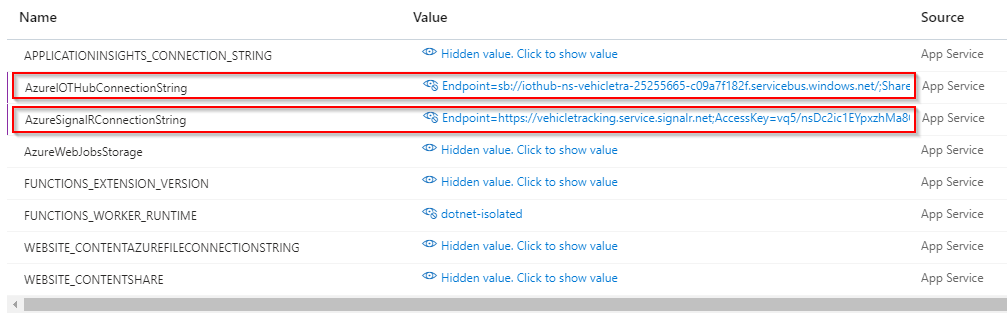 Name Value Source
APPLICATIONINSIGHTS_CONNECTION_STRING Hidden value. Click to show value App Service
AzureIOTHubConnectionString Endpoint=sb://iothub-ns-vehicletra-25255665-c09a7f182f.servicebus.windows.net/;Share App Service
AzureSignalRConnectionString Endpoint=https://vehicletracking.service.signalr.net;AccessKey=vq5/nsDc2ic1EYpxzhMa8 App Service
AzureWebJobsStorage Hidden value. Click to show value App Service
FUNCTIONS_EXTENSION_VERSION Hidden value. Click to show value App Service
FUNCTIONS_WORKER_RUNTIME dotnet-isolated App Service
WEBSITE_CONTENTAZUREFILECONNECTIONSTRING Hidden value. Click to show value App Service
WEBSITE_CONTENTSHARE Hidden value. Click to show value App Service